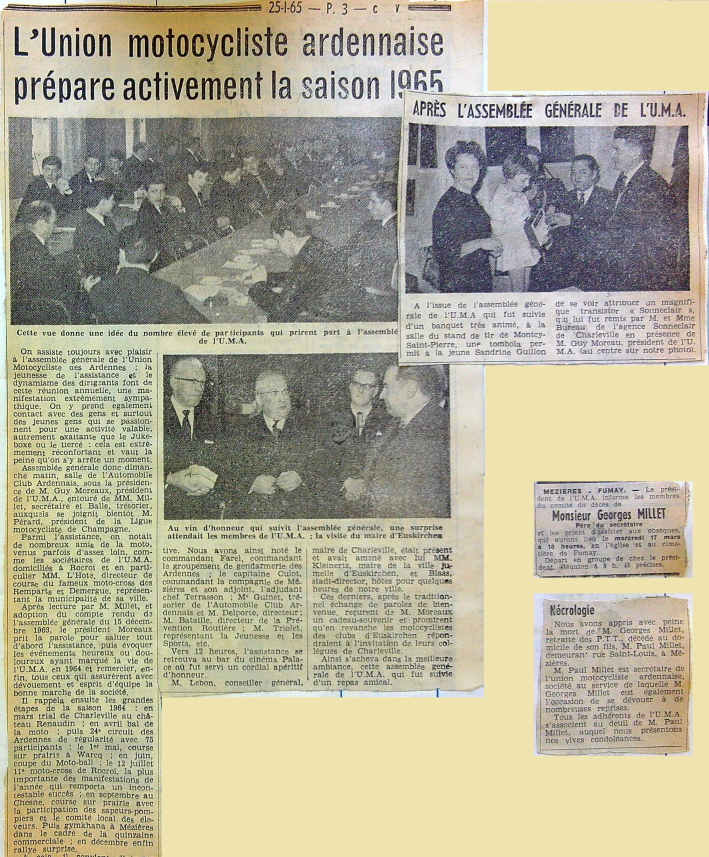 25-1-65 — P. 3 — C V
L'Union motocycliste ardennaise
prépare activement la saison 1965
Cette vue donne une idée du nombre élevé de participants qui prirent part à l'assemblé
de l'U.M.A.
On assiste toujours avec plaisir
à l'assemblée générale de l'Union
Motocycliste des Ardennes ; la
jeunesse de l'assistance et le
dynamisme des dirigeants font de
cette réunion annuelle, une ma-
nifestation extrêmement sympa-
thique. On y prend également
contact avec des gens et surtout
des jeunes gens qui se passion-
nent pour une activité valable,
autrement exaltante que le Juke-
boxe ou le tiercé : cela est extrê-
mement réconfortant et vaut la
peine qu'on s'y arrête un moment.
Assemblée générale donc diman-
che matin, salle de l'Automobile
Club Ardennais, sous la présiden-
ce de M. Guy Moreaux, président
de l'U.M.A., entouré de MM. Mil-
let, secrétaire et Balle, trésorier,
auxquels se joignit bientôt M.
Pérard, président de la Ligue
motocycliste de Champagne.
Parmi l'assistance, on notait
de nombreux amis de la moto,
venus parfois d'assez loin, comme
les sociétaires de l'U.M.A.
domiciliés à Rocroi et en parti-
culier MM. L'Hote, directeur de
course du fameux moto-cross des
Remparts et Demergue, représen-
tant la municipalité de sa ville.
Après lecture par M. Millet, et
adoption du compte rendu de
l'assemblée générale du 15 décem-
bre 1963, le président Moreaux
prit la parole pour saluer tout
d'abord l'assistance, puis évoquer
les événements heureux ou dou-
loureux ayant marqué la vie de
l'U.M.A. en 1964 et remercier, en-
fin, tous ceux qui assurèrent avec
dévouement et esprit d'équipe la
bonne marche de la société.
Il rappela ensuite les grandes
étapes de la saison 1964 : en
mars trial de Charleville au châ-
teau Renaudin ; en avril bal de
la moto ; puis 24e circuit des
Ardennes de régularité avec 75
participants ; le 1er mai, course
sur prairie à Warcq ; en juin,
coupe du Moto-ball ; le 12 juillet
11e moto-cross de Rocroi, la plus
importante des manifestations de
l'année qui remporta un incon-
testable succès ; en septembre au
Chesne, course sur prairie avec
la participation des sapeurs-pom-
piers et le comité local des éle-
veurs. Puis gymkhana à Mézières
dans le cadre de la quinzaine
commerciale ; en décembre enfin
rallye surprise.
Au vin d'honneur qui suivit l'assemblée générale, une surprise
attendait les membres de l'U.M.A. : la visite du maire d'Euskirchen
tive. Nous avons ainsi noté le
commandant Farel, commandant
le groupement de gendarmerie des
Ardennes ; le capitaine Culot,
commandant la compagnie de Mé-
zières et son adjoint, l'adjudant
chef Terrasson ; M. Guinet, tré-
sorier de l'Automobile Club Ar-
dennais et M. Delporte, directeur ;
M. Bataille, directeur de la Pré-
vention Routière ; M. Triolet,
représentant la Jeunesse et les
Sports, etc.
Vers 12 heures, l'assistance se
retrouva au bar du cinéma Pala-
ce où fut servi un cordial apéritif
d'honneur.
M. Lebon, conseiller général,
maire de Charleville, était présent
et avait amené avec lui MM.
Kleinertz, maire de la ville ju-
melle d'Euskirchen, et Blass,
stadt-director, hôtes pour quelques
heures de notre ville.
Ces derniers, après le tradition-
nel échange de paroles de bien-
venue, reçurent de M. Moreaux
un cadeau-souvenir et promirent
qu'en revanche les motocyclistes
des clubs d'Euskirchen répon-
draient à l'invitation de leurs col-
lègues de Charleville.
Ainsi s'acheva dans la meilleure
ambiance, cette assemblée géné-
rale de l'U.M.A. qui fut suivie
d'un repas amical.
APRÈS L'ASSEMBLÉE GÉNÉRALE DE L'U.M.A.
A l'issue de l'assemblée géné-
rale de l'U.M.A qui fut suivie
d'un banquet très animé, à la
salle du stand de tir de Montcy-
Saint-Pierre, une tombola per-
mit à la jeune Sandrine Guillon
de se voir attribuer un magnifi-
que transistor « Sonneclair »,
qui lui fut remis par M. et Mme
Bureau, de l'agence Sonneclair
de Charleville en présence de
M. Guy Moreau, président de l'U.
M.A. (au centre sur notre photo).
MEZIERES - FUMAY. — Le prési-
dent de l'U.M.A. informe les membres
du comité du décès de
Monsieur Georges MILLET
Père du secrétaire
et les prient d'assister aux obsèques,
qui auront lieu le mercredi 17 mars
à 10 heures, en l'église et au cime-
tière de Fumay.
Départ en groupe de chez le prési-
dent. Réunion à 8 h. 45 précises.
Nécrologie
Nous avons appris avec peine
la mort de M. Georges Millet,
retraité des P.T.T., décédé au do-
micile de son fils, M. Paul Millet,
demeurant rue Saint-Louis, à Mé-
zières.
M. Paul Millet est secrétaire de
l'union motocycliste ardennaise,
société au service de laquelle M.
Georges Millet eut également
l'occasion de se dévouer à de
nombreuses reprises.
Tous les adhérents de l'U.M.A
s'associent au deuil de M. Paul
Millet, auquel nous présentons
nos vives condoléances.